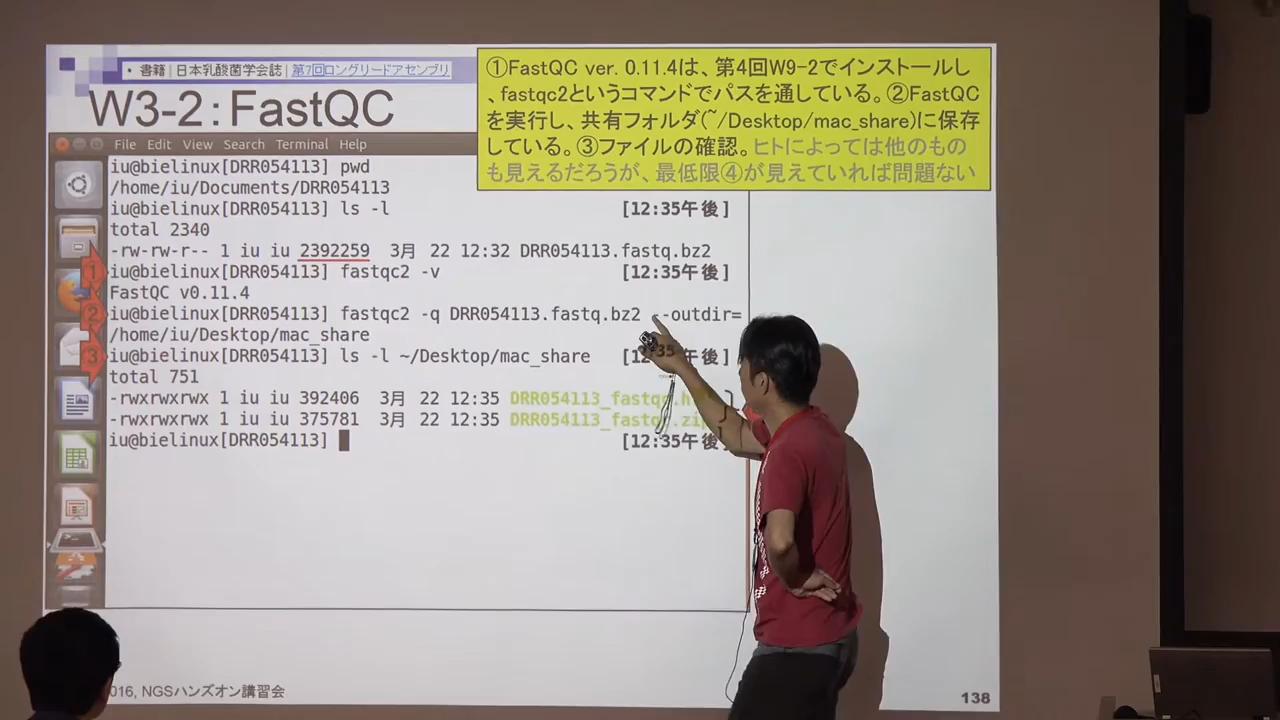 ・ 書籍 | 日本乳酸菌学会誌 | 第7回ロングリードアセンブリ
W3-2：FastQC
①FastQC ver. 0.11.4は、第4回W9-2でインストールし
、fastqc2というコマンドでパスを通している。②FastQC
を実行し、共有フォルダ(~/Desktop/mac_share)に保存
している。③ファイルの確認。ヒトによっては他のもの
も見えるだろうが、最低限④が見えていれば問題ない
File Edit View Search Terminal Help
iu@bielinux[DRR054113] pwd
/home/iu/Documents/DRR054113
iu@bielinux[DRR054113] ls -l [12:35午後]
total 2340
-rw-rw-r-- 1 iu iu 2392259 3月 22 12:32 DRR054113.fastq.bz2
① iu@bielinux[DRR054113] fastqc2 -v [12:35午後]
FastQC v0.11.4
② iu@bielinux[DRR054113] fastqc2 -q DRR054113.fastq.bz2 --outdir=
/home/iu/Desktop/mac_share
③ iu@bielinux[DRR054113] ls -l ~/Desktop/mac_share [12:35午後]
total 751
-rwxrwxrwx 1 iu iu 392406 3月 22 12:35 DRR054113_fastqc.h
-rwxrwxrwx 1 iu iu 375781 3月 22 12:35 DRR054113_fastqc.zip
iu@bielinux[DRR054113] [12:35午後]
016, NGSハンズオン講習会
138